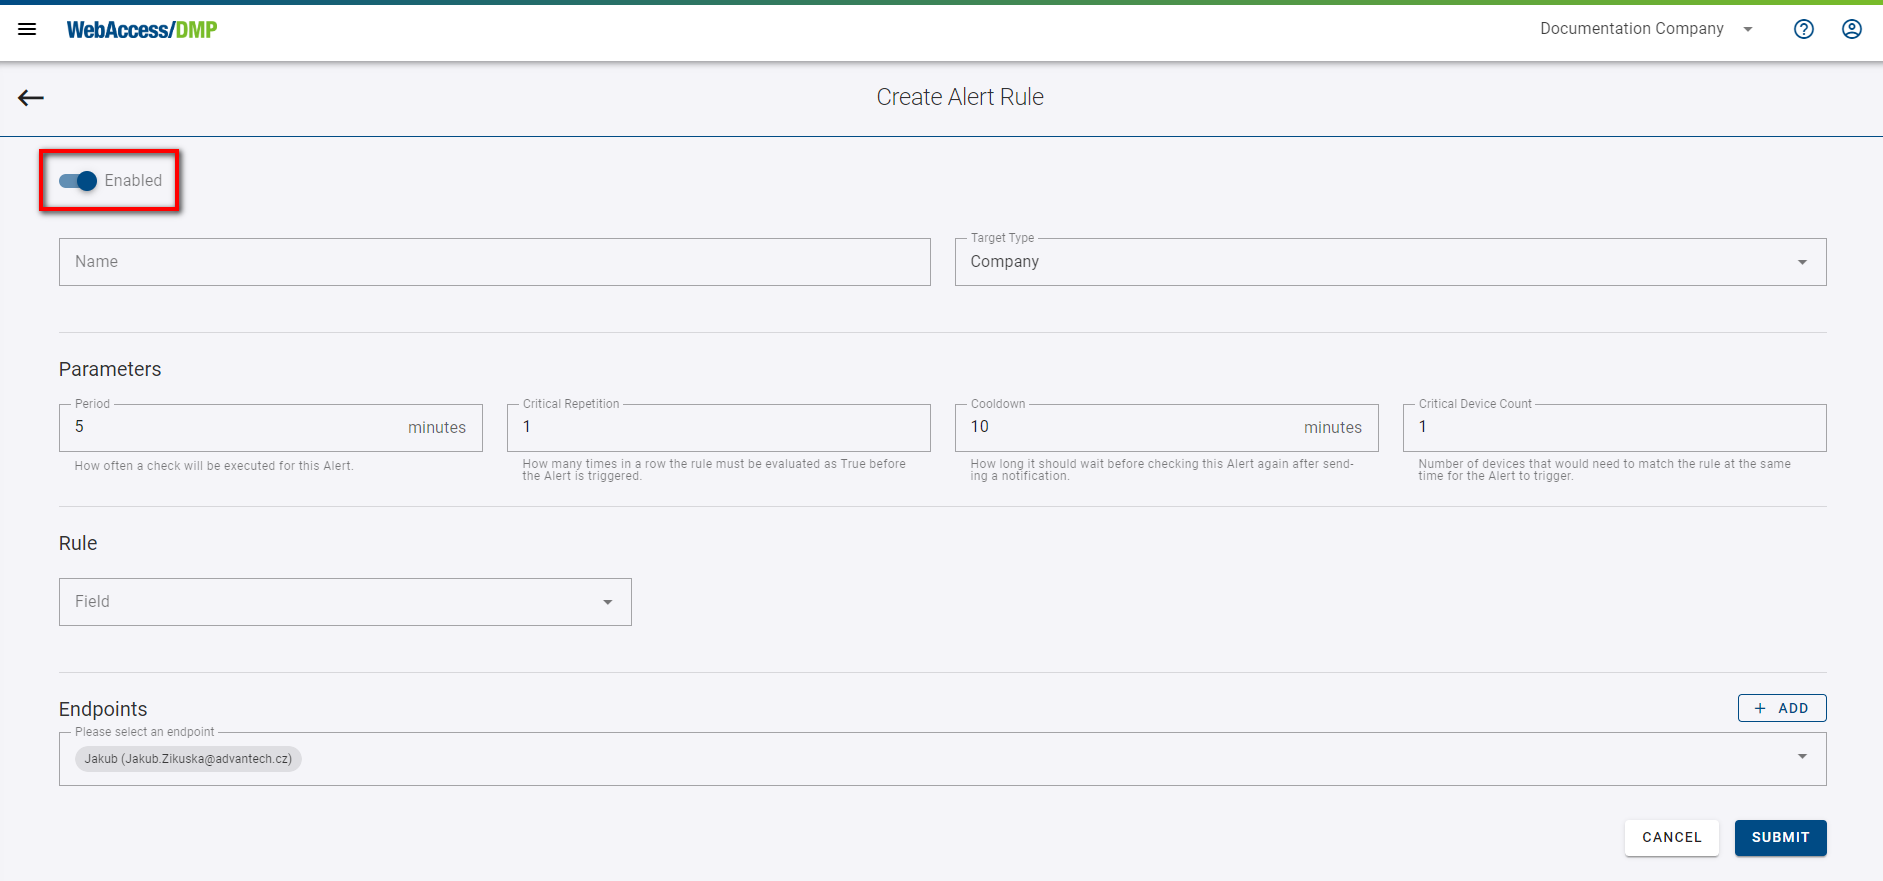 WebAccess/DMP
Documentation Company
Create Alert Rule
Enabled
Name
Target Type
Company
Parameters
Period
5 minutes
How often a check will be executed for this Alert.
Critical Repetition
1
How many times in a row the rule must be evaluated as True before
the Alert is triggered.
Cooldown
10 minutes
How long it should wait before checking this Alert again after send-
ing a notification.
Critical Device Count
1
Number of devices that would need to match the rule at the same
time for the Alert to trigger.
Rule
Field
Endpoints
+ ADD
Please select an endpoint
Jakub (Jakub.Zikuska@advantech.cz)
CANCEL
SUBMIT